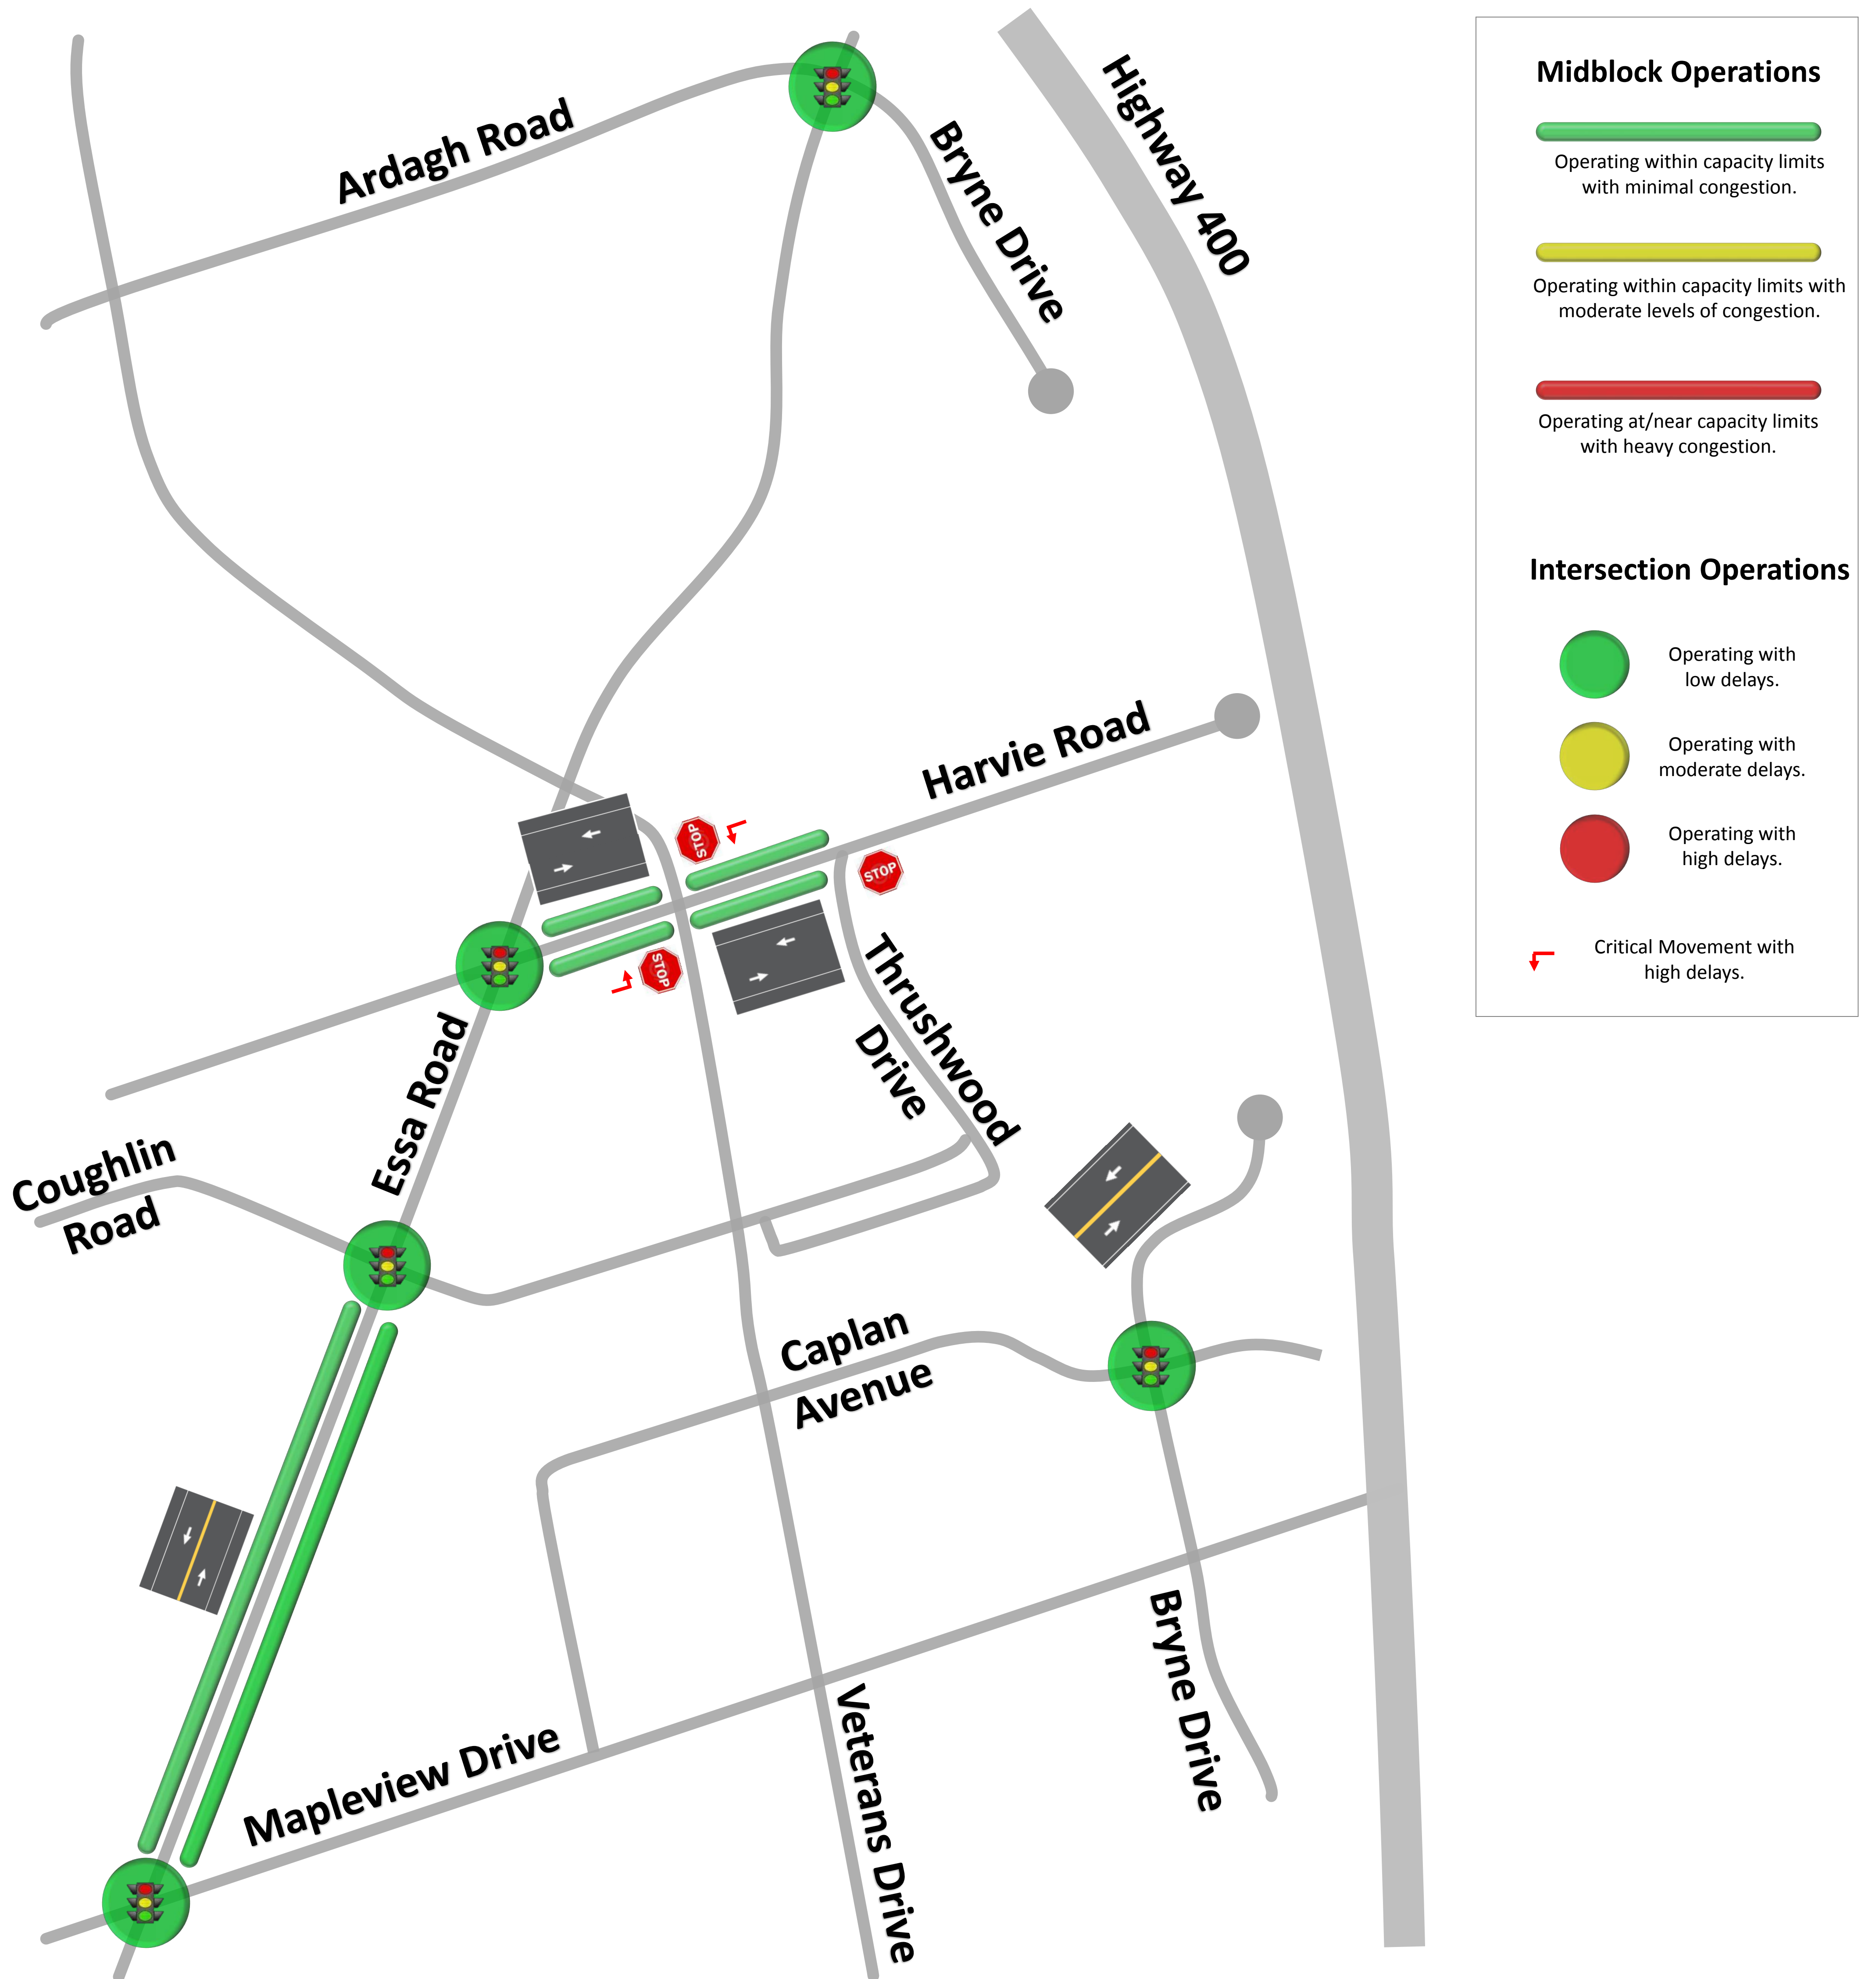 Ardagh Road
Bryne Drive
Highway 400
Harvie Road
STOP
STOP
STOP
Thrushwood
Drive
Essa Road
Coughlin
Road
Caplan
Avenue
Mapleview Drive
Veterans Drive
Bryne Drive
Midblock Operations
Operating within capacity limits
with minimal congestion.
Operating within capacity limits with
moderate levels of congestion.
Operating at/near capacity limits
with heavy congestion.
Intersection Operations
Operating with
low delays.
Operating with
moderate delays.
Operating with
high delays.
Critical Movement with
high delays.